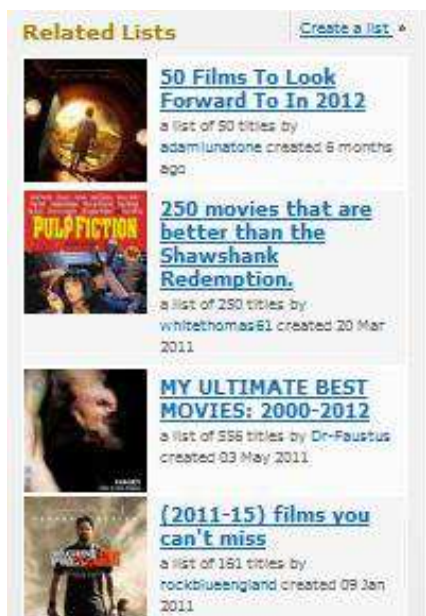 Related Lists
Create a list »
50 Films To Look
Forward To In 2012
a list of 50 titles by
adamlunatone created 6 months
ago
PULP FICTION
250 movies that are
better than the
Shawshank
Redemption.
a list of 250 titles by
whitethomas61 created 20 Mar
2011
MY ULTIMATE BEST
MOVIES: 2000-2012
a list of 556 titles by Dr-Faustus
created 03 May 2011
(2011-15) films you
can't miss
a list of 161 titles by
rockblueengland created 09 Jan
2011